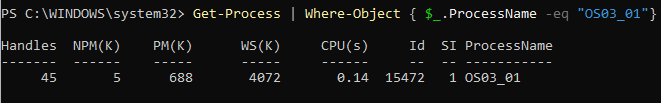 PS C:\WINDOWS\system32> Get-Process | Where-Object { $_.ProcessName -eq "OS03_01"}
Handles  NPM(K)    PM(K)      WS(K)     CPU(s)     Id  SI ProcessName
-------  ------    -----      -----     ------     --  -- -----------
     45       5      688       4072       0.14  15472   1 OS03_01